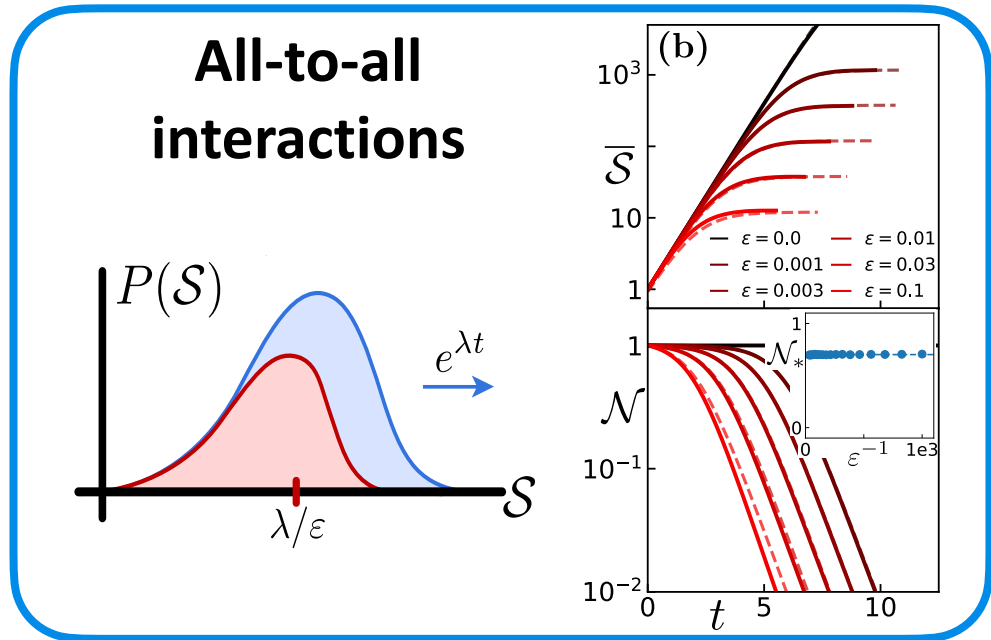 All-to-all
interactions
P(𝒮)
e^{λt}
λ/ε
𝒮
(b)
10³
𝒮̅
10
1
ε = 0.0
ε = 0.001
ε = 0.003
ε = 0.01
ε = 0.03
ε = 0.1
1
𝒩
10⁻¹
10⁻²
0
5
10
t
1
𝒩*
0
0
ε⁻¹
1e3